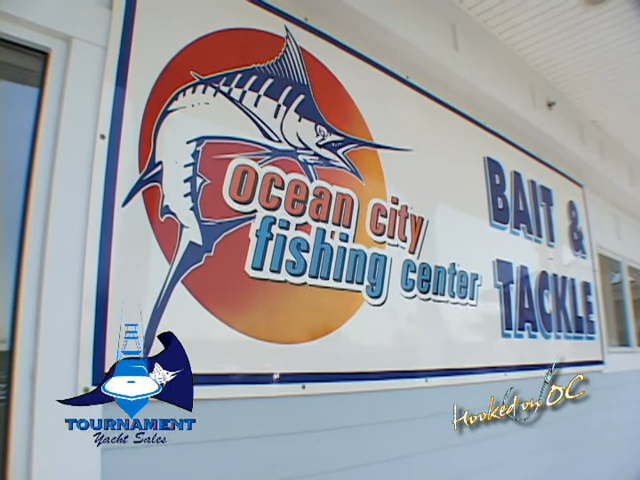 ocean city
fishing center
BAIT &
TACKLE
TOURNAMENT
Yacht Sales
Hooked on OC